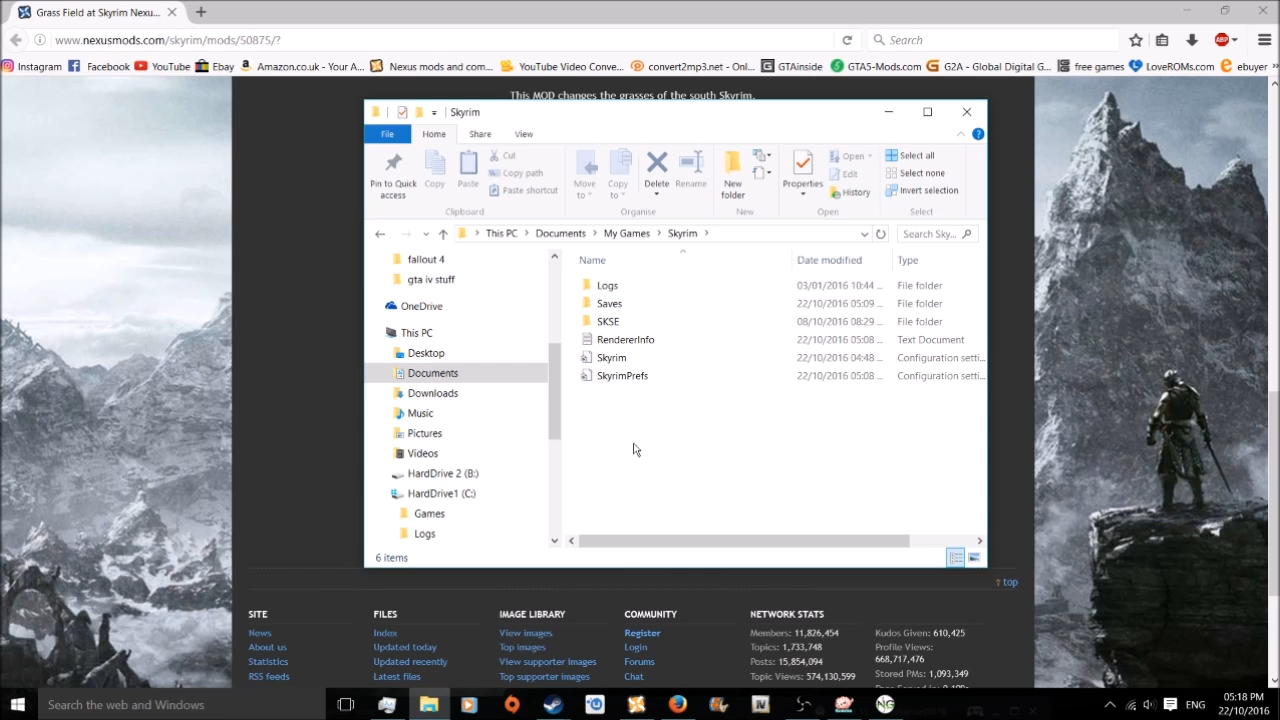 Grass Field at Skyrim Nexu...
www.nexusmods.com/skyrim/mods/50875/?
Search
Instagram Facebook YouTube Ebay Amazon.co.uk - Your A... Nexus mods and com... YouTube Video Conve... convert2mp3.net - Onl... GTAinside GTA5-Mods.com G2A - Global Digital G... free games LoveROMs.com ebuyer
This MOD changes the grasses of the south Skyrim.
Skyrim
File Home Share View
Pin to Quick access
Copy
Paste
Cut
Copy path
Paste shortcut
Clipboard
Move to
Copy to
Delete
Rename
Organise
New folder
New
Properties
Open
Edit
History
Open
Select all
Select none
Invert selection
Select
This PC > Documents > My Games > Skyrim >
Search Sky...
fallout 4
gta iv stuff
OneDrive
This PC
Desktop
Documents
Downloads
Music
Pictures
Videos
HardDrive 2 (B:)
HardDrive1 (C:)
Games
Logs
Name Date modified Type
Logs 03/01/2016 10:44 ... File folder
Saves 22/10/2016 05:09 ... File folder
SKSE 08/10/2016 08:29 ... File folder
RendererInfo 22/10/2016 05:08 ... Text Document
Skyrim 22/10/2016 04:48 ... Configuration setti...
SkyrimPrefs 22/10/2016 05:08 ... Configuration setti...
6 items
top
SITE
News
About us
Statistics
RSS feeds
FILES
Index
Updated today
Updated recently
Latest files
IMAGE LIBRARY
View images
Top images
View supporter images
Top supporter images
COMMUNITY
Register
Login
Forums
Chat
NETWORK STATS
Members: 11,826,454
Topics: 1,733,748
Posts: 15,854,094
Topic Views: 574,130,599
Kudos Given: 610,425
Profile Views:
668,717,476
Stored PMs: 1,093,349
Search the web and Windows
ENG
05:18 PM
22/10/2016